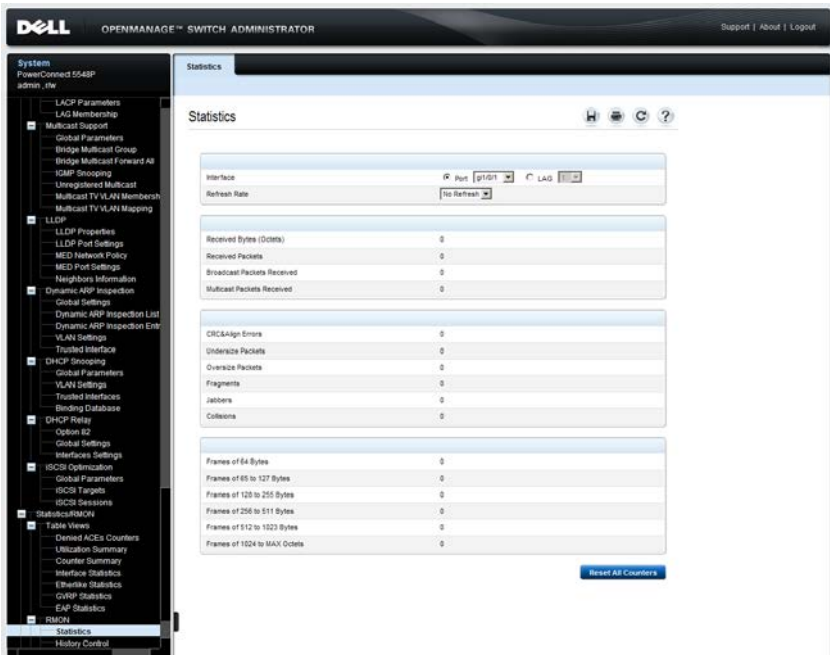 DELL
OPENMANAGE™ SWITCH ADMINISTRATOR
Support | About | Logout
System
PowerConnect 5548P
admin , r/w
LACP Parameters
LAG Membership
Multicast Support
Global Parameters
Bridge Multicast Group
Bridge Multicast Forward All
IGMP Snooping
Unregistered Multicast
Multicast TV VLAN Membersh
Multicast TV VLAN Mapping
LLDP
LLDP Properties
LLDP Port Settings
MED Network Policy
MED Port Settings
Neighbors Information
Dynamic ARP Inspection
Global Settings
Dynamic ARP Inspection List
Dynamic ARP Inspection Entr
VLAN Settings
Trusted Interface
DHCP Snooping
Global Parameters
VLAN Settings
Trusted Interfaces
Binding Database
DHCP Relay
Option 82
Global Settings
Interfaces Settings
iSCSI Optimization
Global Parameters
iSCSI Targets
iSCSI Sessions
Statistics/RMON
Table Views
Denied ACEs Counters
Utilization Summary
Counter Summary
Interface Statistics
Etherlike Statistics
GVRP Statistics
EAP Statistics
RMON
Statistics
History Control
Statistics
Statistics
Interface Port g1/0/1 LAG
Refresh Rate No Refresh
Received Bytes (Octets) 0
Received Packets 0
Broadcast Packets Received 0
Multicast Packets Received 0
CRC&Align Errors 0
Undersize Packets 0
Oversize Packets 0
Fragments 0
Jabbers 0
Collisions 0
Frames of 64 Bytes 0
Frames of 65 to 127 Bytes 0
Frames of 128 to 255 Bytes 0
Frames of 256 to 511 Bytes 0
Frames of 512 to 1023 Bytes 0
Frames of 1024 to MAX Octets 0
Reset All Counters